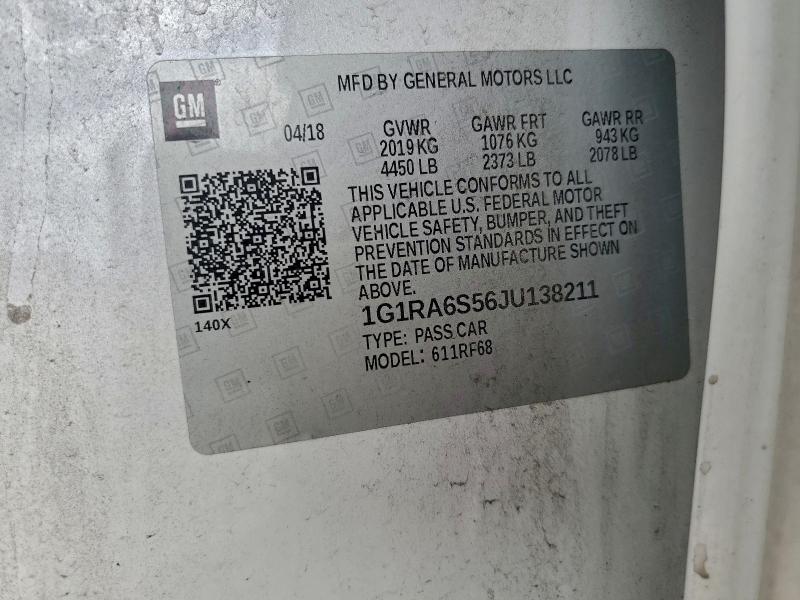 GM
MFD BY GENERAL MOTORS LLC
04/18
GVWR
2019 KG
4450 LB
GAWR FRT
1076 KG
2373 LB
GAWR RR
943 KG
2078 LB
THIS VEHICLE CONFORMS TO ALL
APPLICABLE U.S. FEDERAL MOTOR
VEHICLE SAFETY, BUMPER, AND THEFT
PREVENTION STANDARDS IN EFFECT ON
THE DATE OF MANUFACTURE SHOWN
ABOVE.
1G1RA6S56JU138211
140X
TYPE: PASS CAR
MODEL: 611RF68